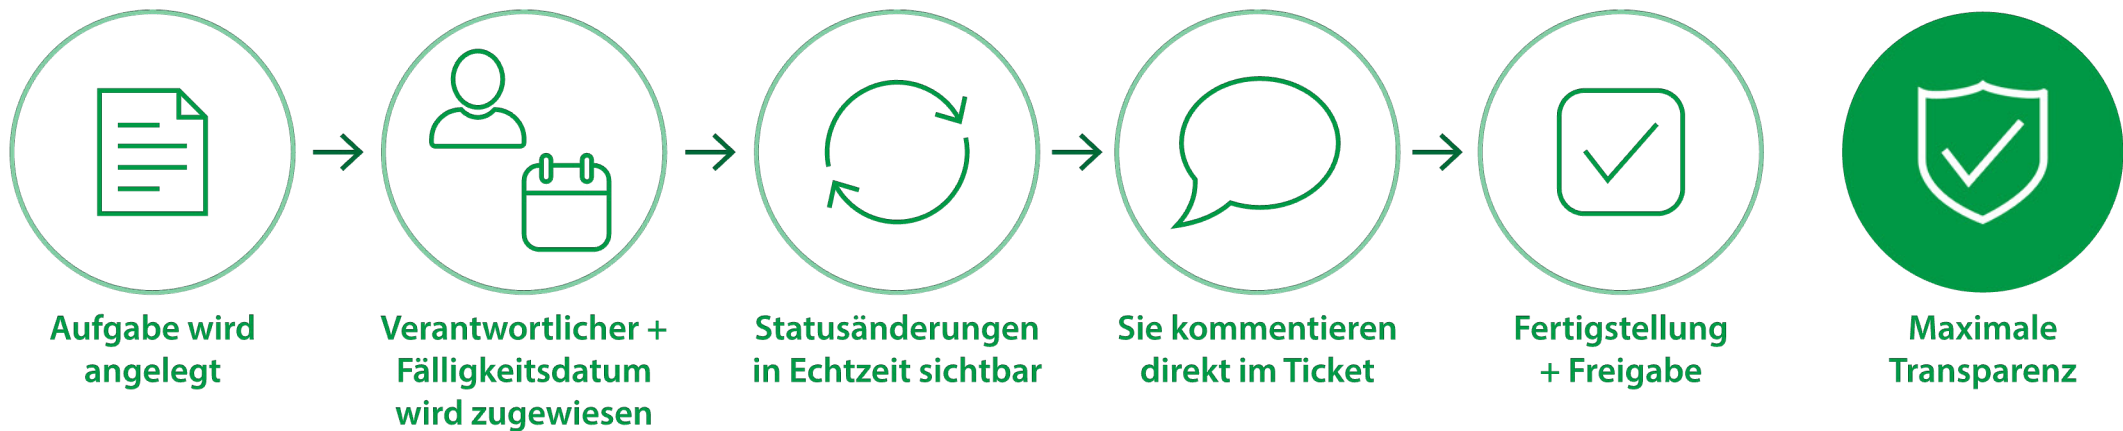 Aufgabe wird
angelegt
Verantwortlicher +
Fälligkeitsdatum
wird zugewiesen
Statusänderungen
in Echtzeit sichtbar
Sie kommentieren
direkt im Ticket
Fertigstellung
+ Freigabe
Maximale
Transparenz